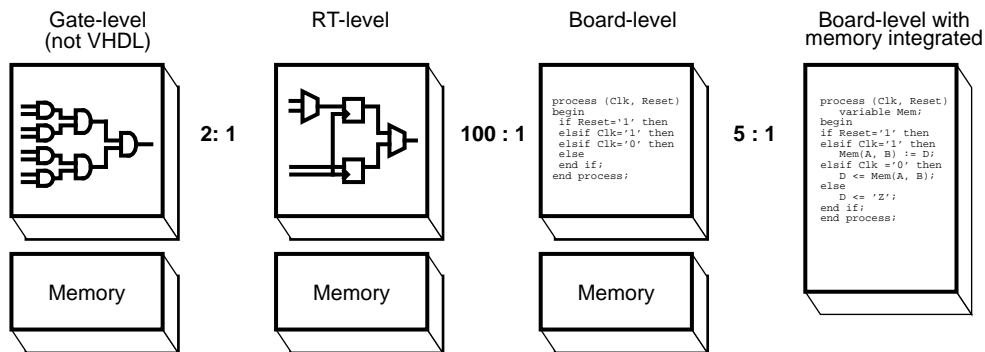 Gate-level
(not VHDL)
RT-level
Board-level
Board-level with
memory integrated
2: 1
100 : 1
5 : 1
process (Clk, Reset)
begin
if Reset='1' then
elsif Clk='1' then
elsif Clk='0' then
else
end if;
end process;
process (Clk, Reset)
variable Mem;
begin
if Reset='1' then
elsif Clk='1' then
Mem(A, B) := D;
elsif Clk ='0' then
D <= Mem(A, B);
else
D <= 'Z';
end if;
end process;
Memory
Memory
Memory